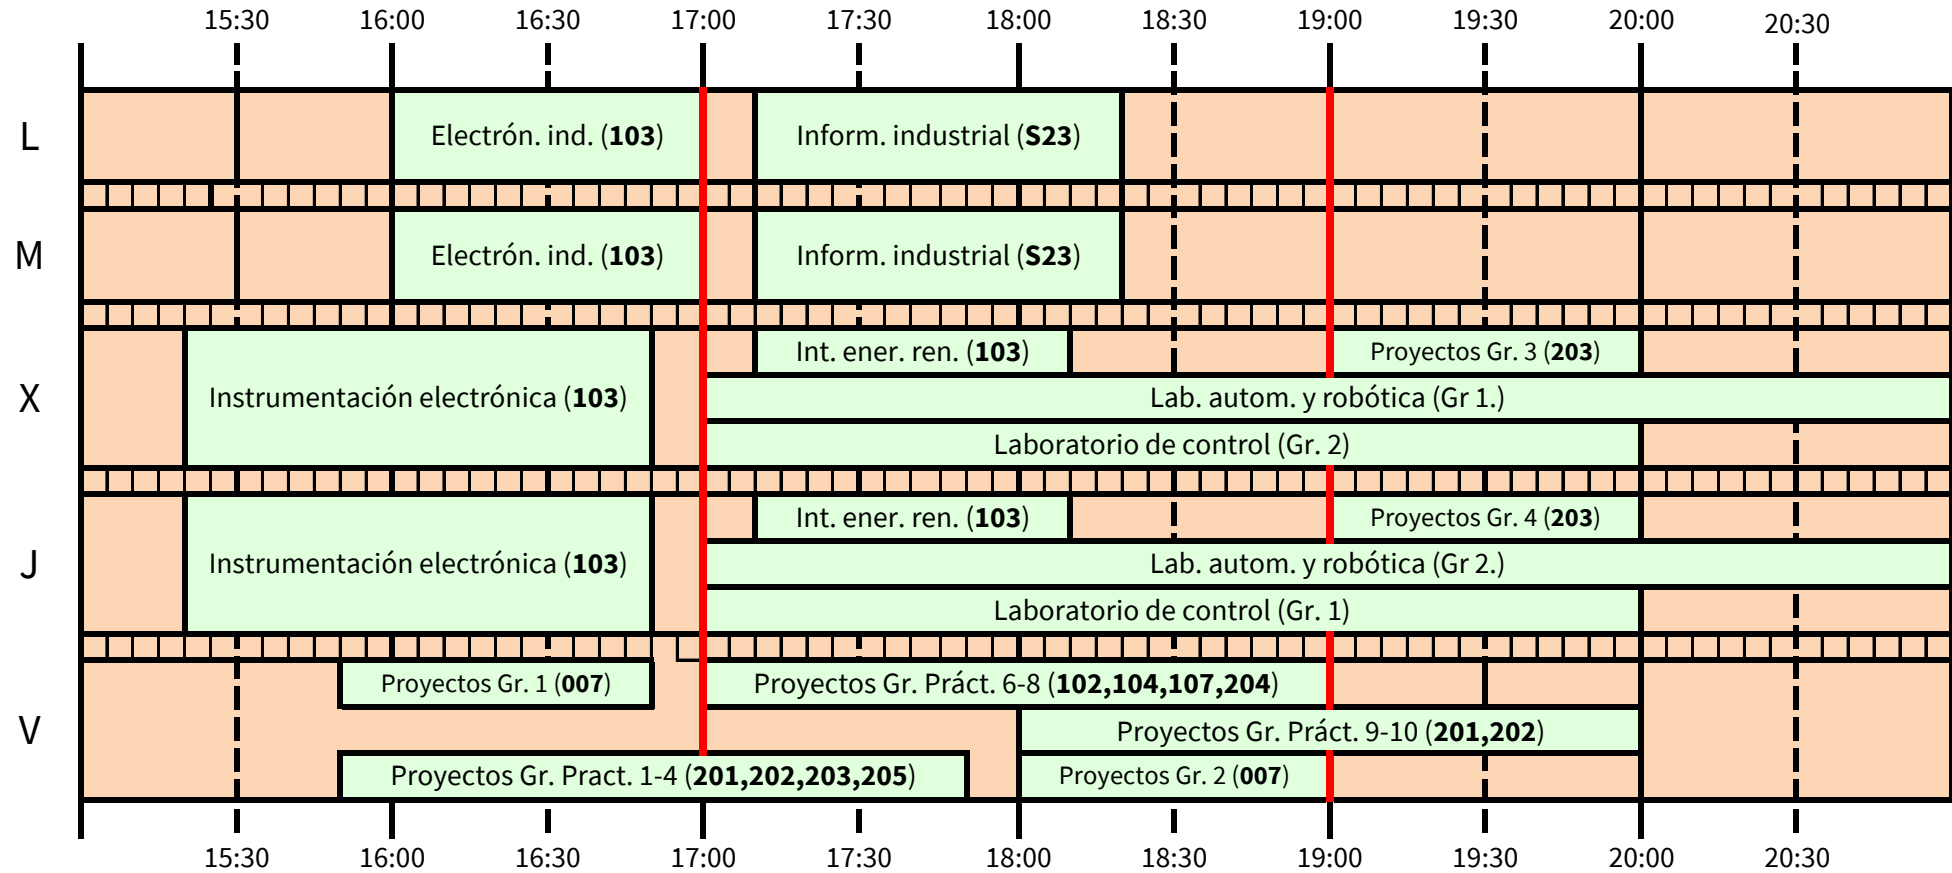 15:30 16:00 16:30 17:00 17:30 18:00 18:30 19:00 19:30 20:00 20:30
L Electrón. ind. (103) Inform. industrial (S23)
M Electrón. ind. (103) Inform. industrial (S23)
Int. ener. ren. (103) Proyectos Gr. 3 (203)
X Instrumentación electrónica (103) Lab. autom. y robótica (Gr 1.)
Laboratorio de control (Gr. 2)
Int. ener. ren. (103) Proyectos Gr. 4 (203)
J Instrumentación electrónica (103) Lab. autom. y robótica (Gr 2.)
Laboratorio de control (Gr. 1)
Proyectos Gr. 1 (007) Proyectos Gr. Práct. 6-8 (102,104,107,204)
V Proyectos Gr. Práct. 9-10 (201,202)
Proyectos Gr. Pract. 1-4 (201,202,203,205) Proyectos Gr. 2 (007)
15:30 16:00 16:30 17:00 17:30 18:00 18:30 19:00 19:30 20:00 20:30